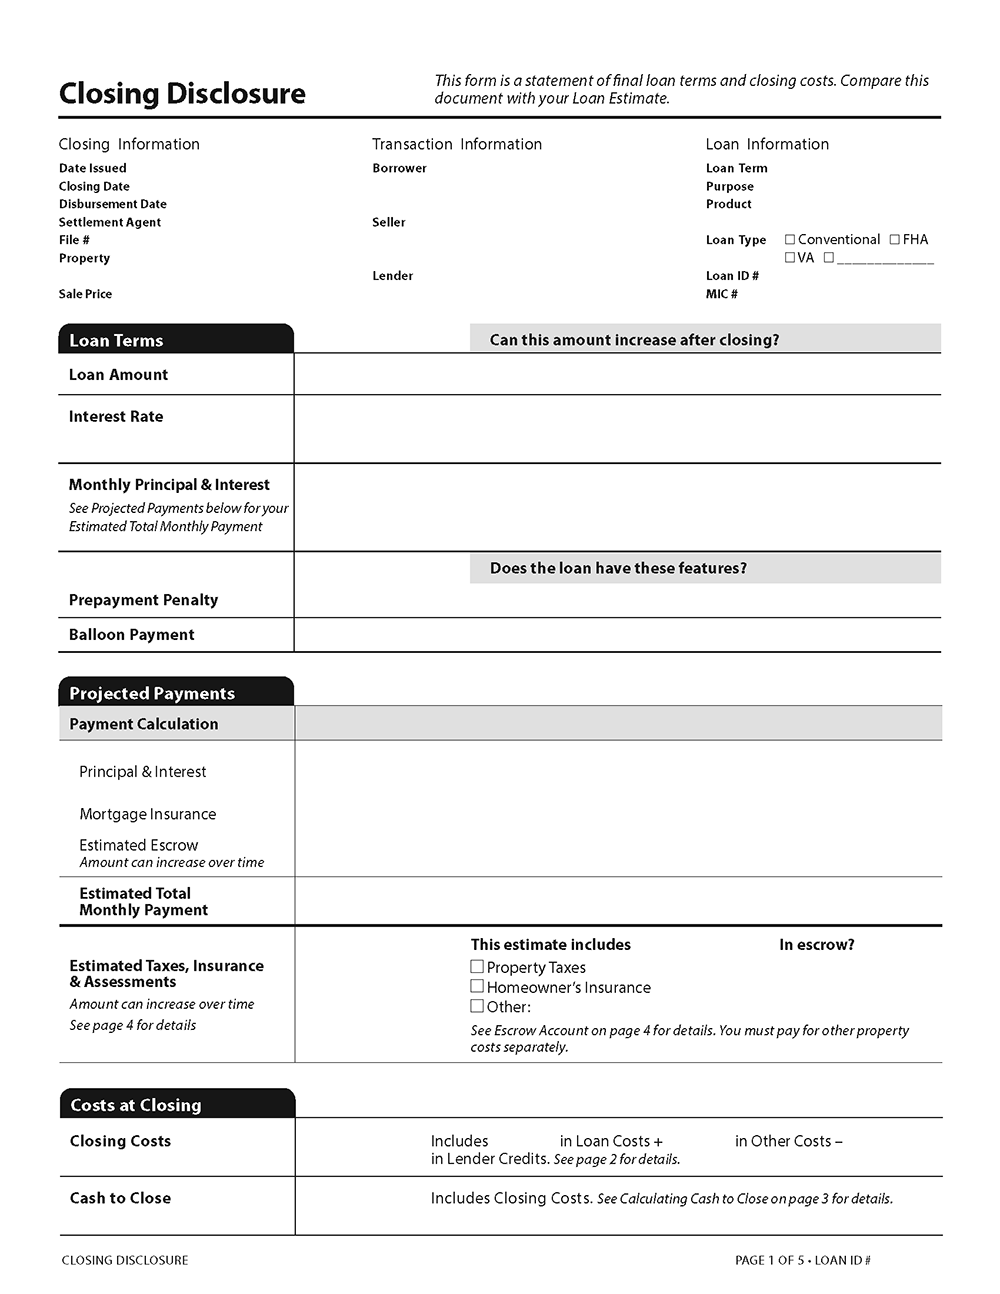 Closing Disclosure
This form is a statement of final loan terms and closing costs. Compare this
document with your Loan Estimate.
Closing Information
Date Issued
Closing Date
Disbursement Date
Settlement Agent
File #
Property
Sale Price
Transaction Information
Borrower
Seller
Lender
Loan Information
Loan Term
Purpose
Product
Loan Type ☐ Conventional ☐ FHA
☐ VA ☐ _____________
Loan ID #
MIC #
Loan Terms
Can this amount increase after closing?
Loan Amount
Interest Rate
Monthly Principal & Interest
See Projected Payments below for your
Estimated Total Monthly Payment
Does the loan have these features?
Prepayment Penalty
Balloon Payment
Projected Payments
Payment Calculation
Principal & Interest
Mortgage Insurance
Estimated Escrow
Amount can increase over time
Estimated Total
Monthly Payment
Estimated Taxes, Insurance
& Assessments
Amount can increase over time
See page 4 for details
This estimate includes In escrow?
☐ Property Taxes
☐ Homeowner’s Insurance
☐ Other:
See Escrow Account on page 4 for details. You must pay for other property
costs separately.
Costs at Closing
Closing Costs
Includes in Loan Costs + in Other Costs –
in Lender Credits. See page 2 for details.
Cash to Close
Includes Closing Costs. See Calculating Cash to Close on page 3 for details.
CLOSING DISCLOSURE
PAGE 1 OF 5 • LOAN ID #